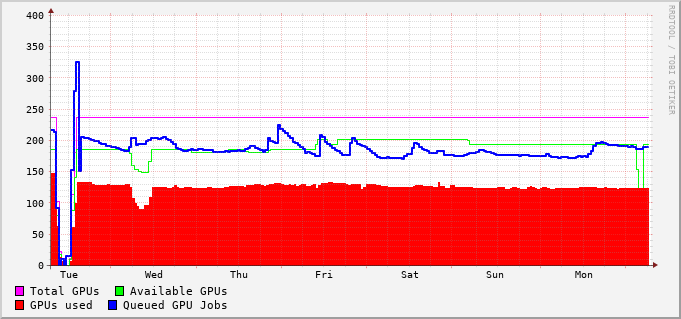 400
350
300
250
200
150
100
50
0
Tue Wed Thu Fri Sat Sun Mon
Total GPUs Available GPUs
GPUs used Queued GPU Jobs
RRDTOOL / TOBI OETIKER